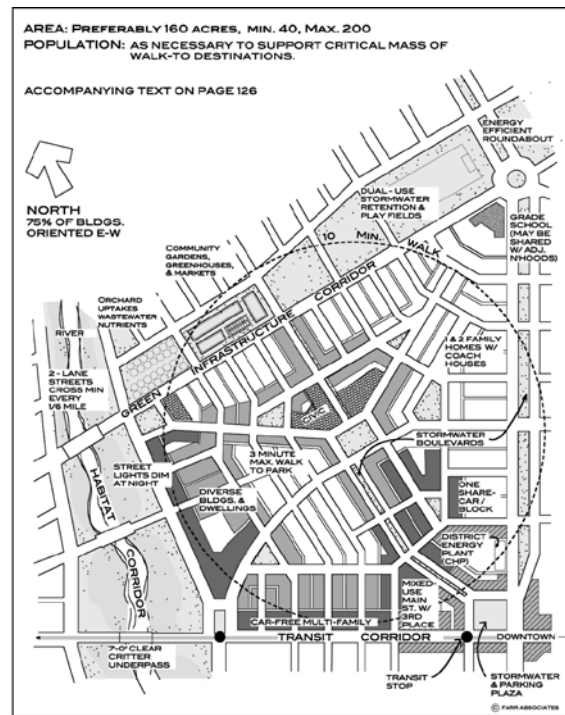 AREA: PREFERABLY 160 ACRES, MIN. 40, MAX. 200
POPULATION: AS NECESSARY TO SUPPORT CRITICAL MASS OF
WALK-TO DESTINATIONS.
ACCOMPANYING TEXT ON PAGE 126
ENERGY
EFFICIENT
ROUNDABOUT
NORTH
75% OF BLDGS.
ORIENTED E-W
DUAL-USE
STORMWATER
RETENTION &
PLAY FIELDS
GRADE
SCHOOL
(MAY BE
SHARED
W/ ADJ.
N'HOODS)
10 MIN. WALK
COMMUNITY
GARDENS,
GREENHOUSES,
& MARKETS
ORCHARD
UPTAKES
WASTEWATER
NUTRIENTS
GREEN INFRASTRUCTURE CORRIDOR
RIVER
2-LANE
STREETS
CROSS MIN
EVERY
1/6 MILE
1 & 2 FAMILY
HOMES W/
COACH
HOUSES
CIVIC
STORMWATER
BOULEVARDS
3 MINUTE
MAX. WALK
TO PARK
STREET
LIGHTS DIM
AT NIGHT
HABITAT
CORRIDOR
DIVERSE
BLDGS. &
DWELLINGS
ONE
SHARE-
CAR /
BLOCK
DISTRICT
ENERGY
PLANT
(CHP)
MIXED-
USE MAIN
ST. W/
3RD
PLACE
CAR-FREE MULTI-FAMILY
TRANSIT CORRIDOR
DOWNTOWN
7'-0" CLEAR
CRITTER
UNDERPASS
TRANSIT
STOP
STORMWATER
& PARKING
PLAZA
© FARR ASSOCIATES